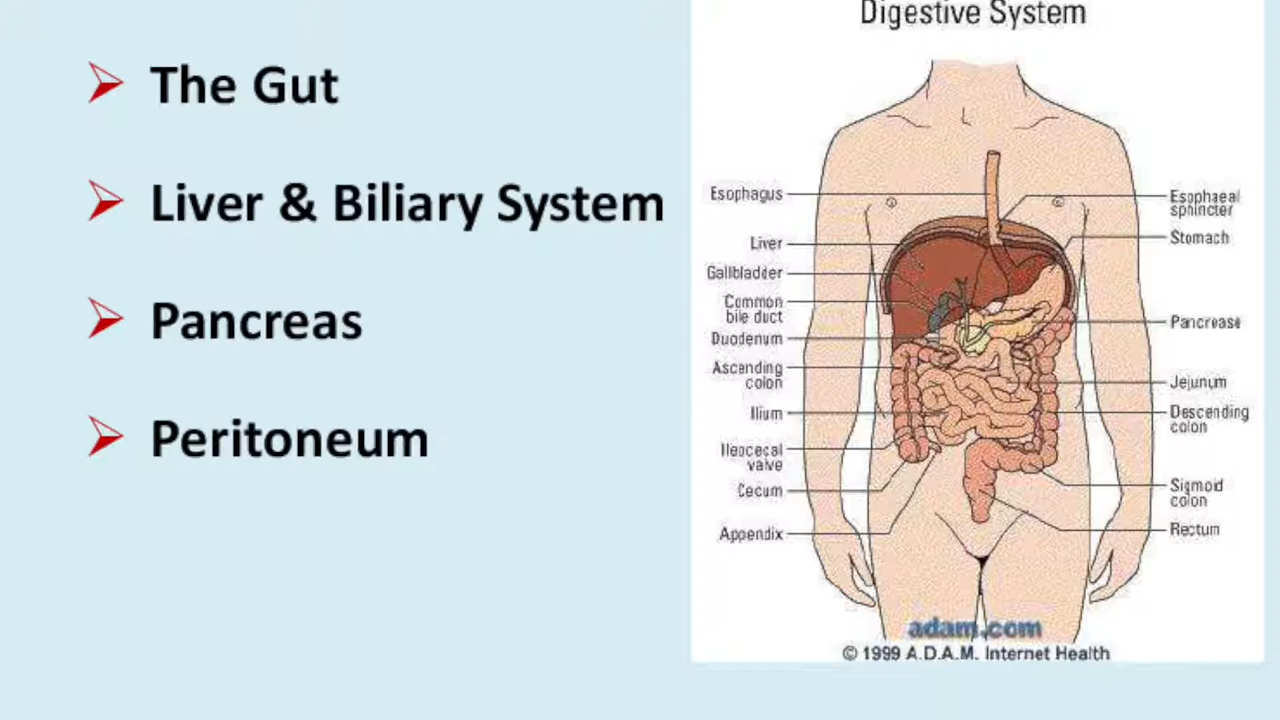 The Gut
Liver & Biliary System
Pancreas
Peritoneum
Digestive System
Esophagus
Liver
Gallbladder
Common
bile duct
Duodenum
Ascending
colon
Ilium
Ileocecal
valve
Cecum
Appendix
Esophaeal
sphincter
Stomach
Pancrease
Jejunum
Descending
colon
Sigmoid
colon
Rectum
adam.com
© 1999 A.D.A.M. Internet Health